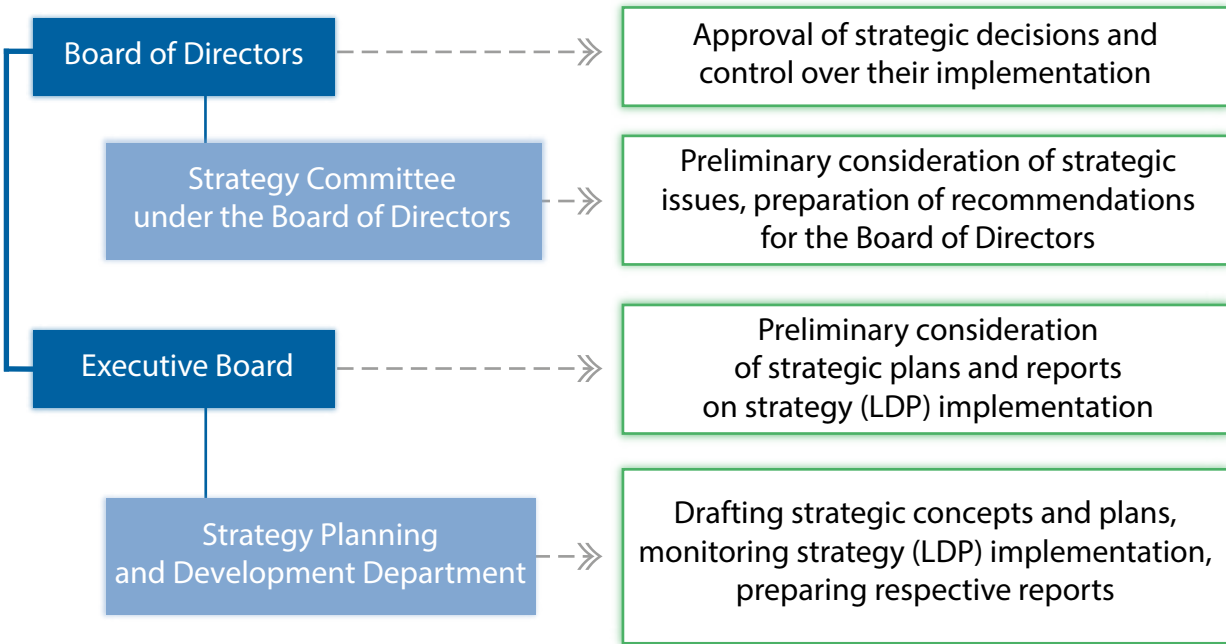 Board of Directors
Approval of strategic decisions and
control over their implementation
Strategy Committee
under the Board of Directors
Preliminary consideration of strategic
issues, preparation of recommendations
for the Board of Directors
Executive Board
Preliminary consideration
of strategic plans and reports
on strategy (LDP) implementation
Strategy Planning
and Development Department
Drafting strategic concepts and plans,
monitoring strategy (LDP) implementation,
preparing respective reports